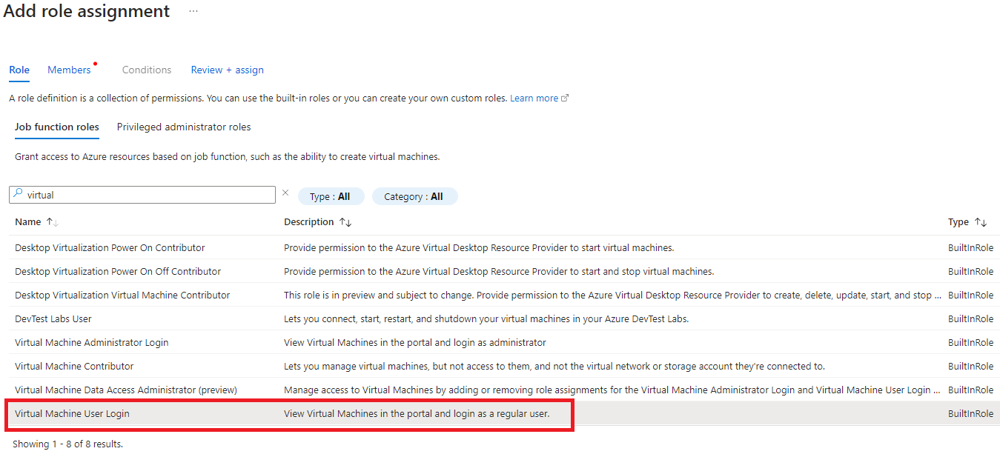 Add role assignment ...
Role Members Conditions Review + assign
A role definition is a collection of permissions. You can use the built-in roles or you can create your own custom roles. Learn more
Job function roles Privileged administrator roles
Grant access to Azure resources based on job function, such as the ability to create virtual machines.
virtual Type : All Category : All
Name Description Type
Desktop Virtualization Power On Contributor Provide permission to the Azure Virtual Desktop Resource Provider to start virtual machines. BuiltInRole
Desktop Virtualization Power On Off Contributor Provide permission to the Azure Virtual Desktop Resource Provider to start and stop virtual machines. BuiltInRole
Desktop Virtualization Virtual Machine Contributor This role is in preview and subject to change. Provide permission to the Azure Virtual Desktop Resource Provider to create, delete, update, start, and stop ... BuiltInRole
DevTest Labs User Lets you connect, start, restart, and shutdown your virtual machines in your Azure DevTest Labs. BuiltInRole
Virtual Machine Administrator Login View Virtual Machines in the portal and login as administrator BuiltInRole
Virtual Machine Contributor Lets you manage virtual machines, but not access to them, and not the virtual network or storage account they're connected to. BuiltInRole
Virtual Machine Data Access Administrator (preview) Manage access to Virtual Machines by adding or removing role assignments for the Virtual Machine Administrator Login and Virtual Machine User Login ... BuiltInRole
Virtual Machine User Login View Virtual Machines in the portal and login as a regular user. BuiltInRole
Showing 1 - 8 of 8 results.